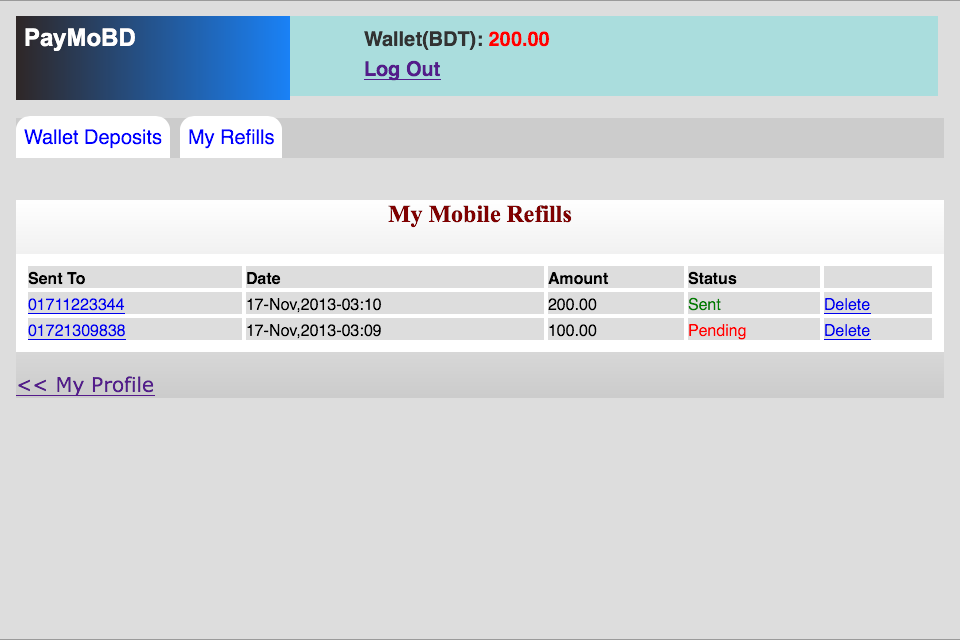 PayMoBD
Wallet(BDT): 200.00
Log Out
Wallet Deposits My Refills
My Mobile Refills
Sent To Date Amount Status
01711223344 17-Nov,2013-03:10 200.00 Sent Delete
01721309838 17-Nov,2013-03:09 100.00 Pending Delete
<< My Profile